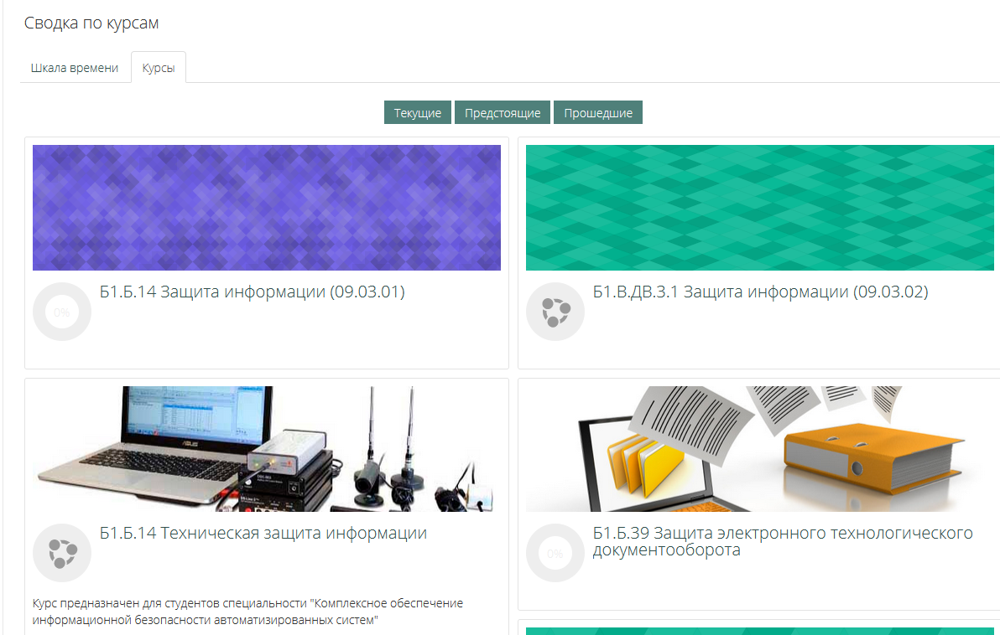 Сводка по курсам
Шкала времени
Курсы
Текущие
Предстоящие
Прошедшие
Б1.Б.14 Защита информации (09.03.01)
0%
Б1.В.ДВ.3.1 Защита информации (09.03.02)
ASUS
Б1.Б.14 Техническая защита информации
Курс предназначен для студентов специальности "Комплексное обеспечение
информационной безопасности автоматизированных систем"
Б1.Б.39 Защита электронного технологического
документооборота
0%